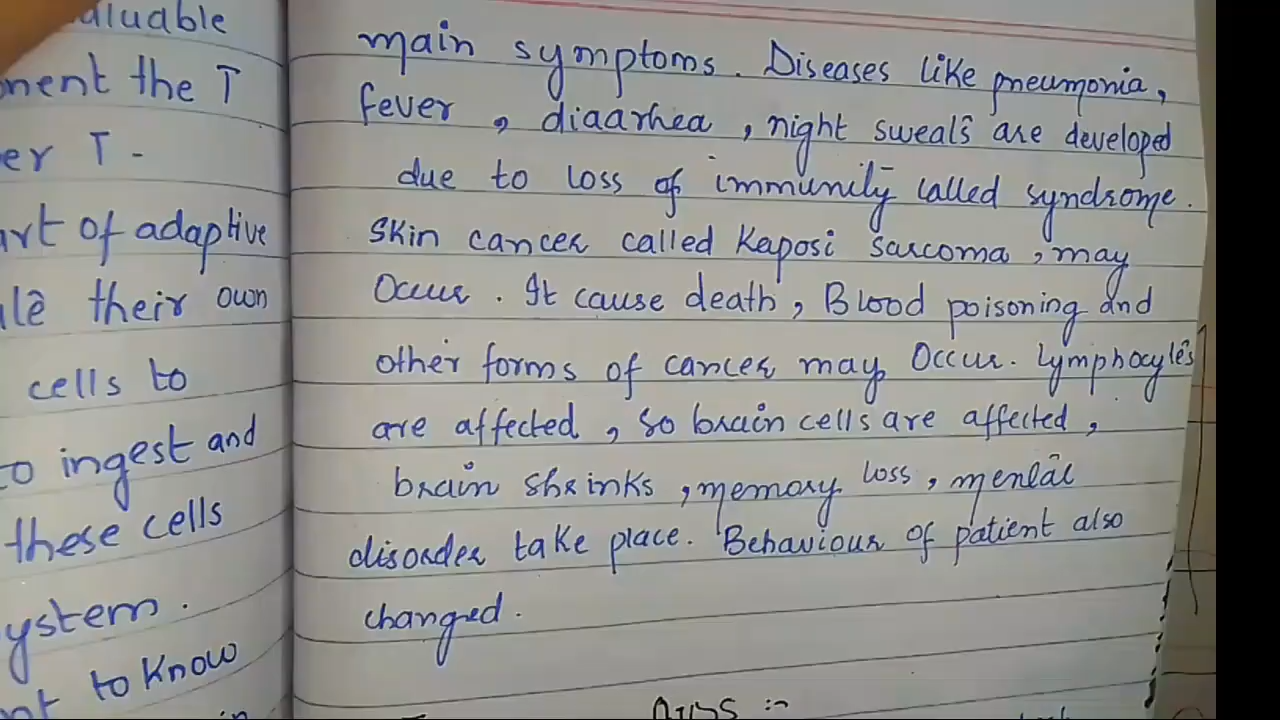 aluable
nent the T
er T-
art of adaptive
their own
cells to
to ingest and
these cells
ystem.
to know
main symptoms. Diseases like pneumonia,
fever, diaarhea, night sweats are developed
due to loss of immunity called syndrome.
Skin cancer called Kaposi sarcoma, may
Occur. It cause death, Blood poisoning and
other forms of cancer may Occur. Lymphocytes
are affected, so brain cells are affected,
brain shrinks, memory loss, mental
disorder take place. Behaviour of patient also
changed.